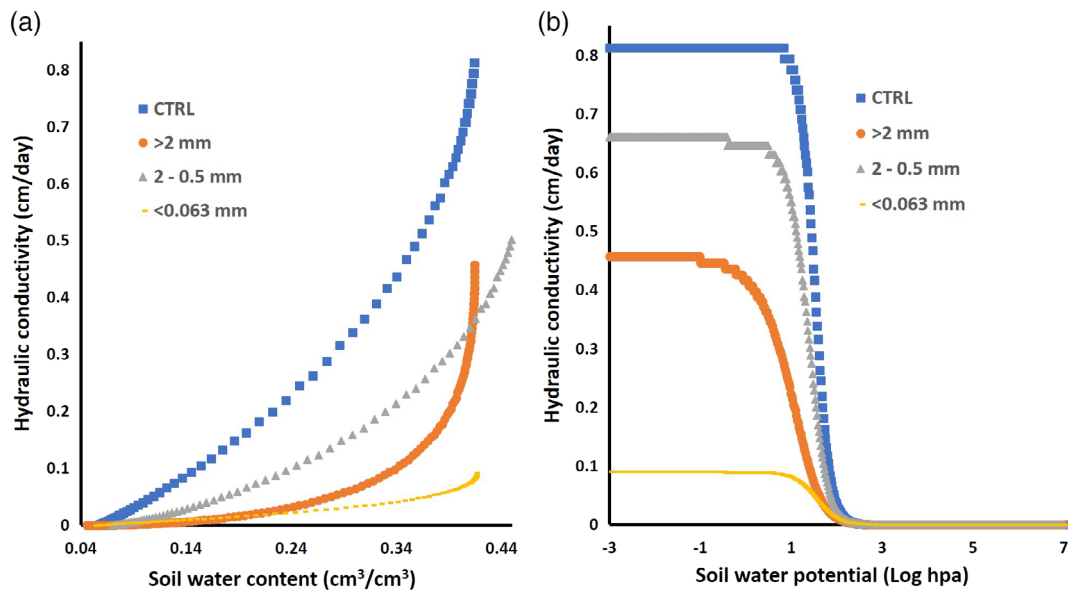 (a)
Hydraulic conductivity (cm/day)
0.8
0.7
0.6
0.5
0.4
0.3
0.2
0.1
0
CTRL
>2 mm
2 - 0.5 mm
<0.063 mm
0.04 0.14 0.24 0.34 0.44
Soil water content (cm³/cm³)
(b)
Hydraulic conductivity (cm/day)
0.8
0.7
0.6
0.5
0.4
0.3
0.2
0.1
0
CTRL
>2 mm
2 - 0.5 mm
<0.063 mm
-3 -1 1 3 5 7
Soil water potential (Log hpa)